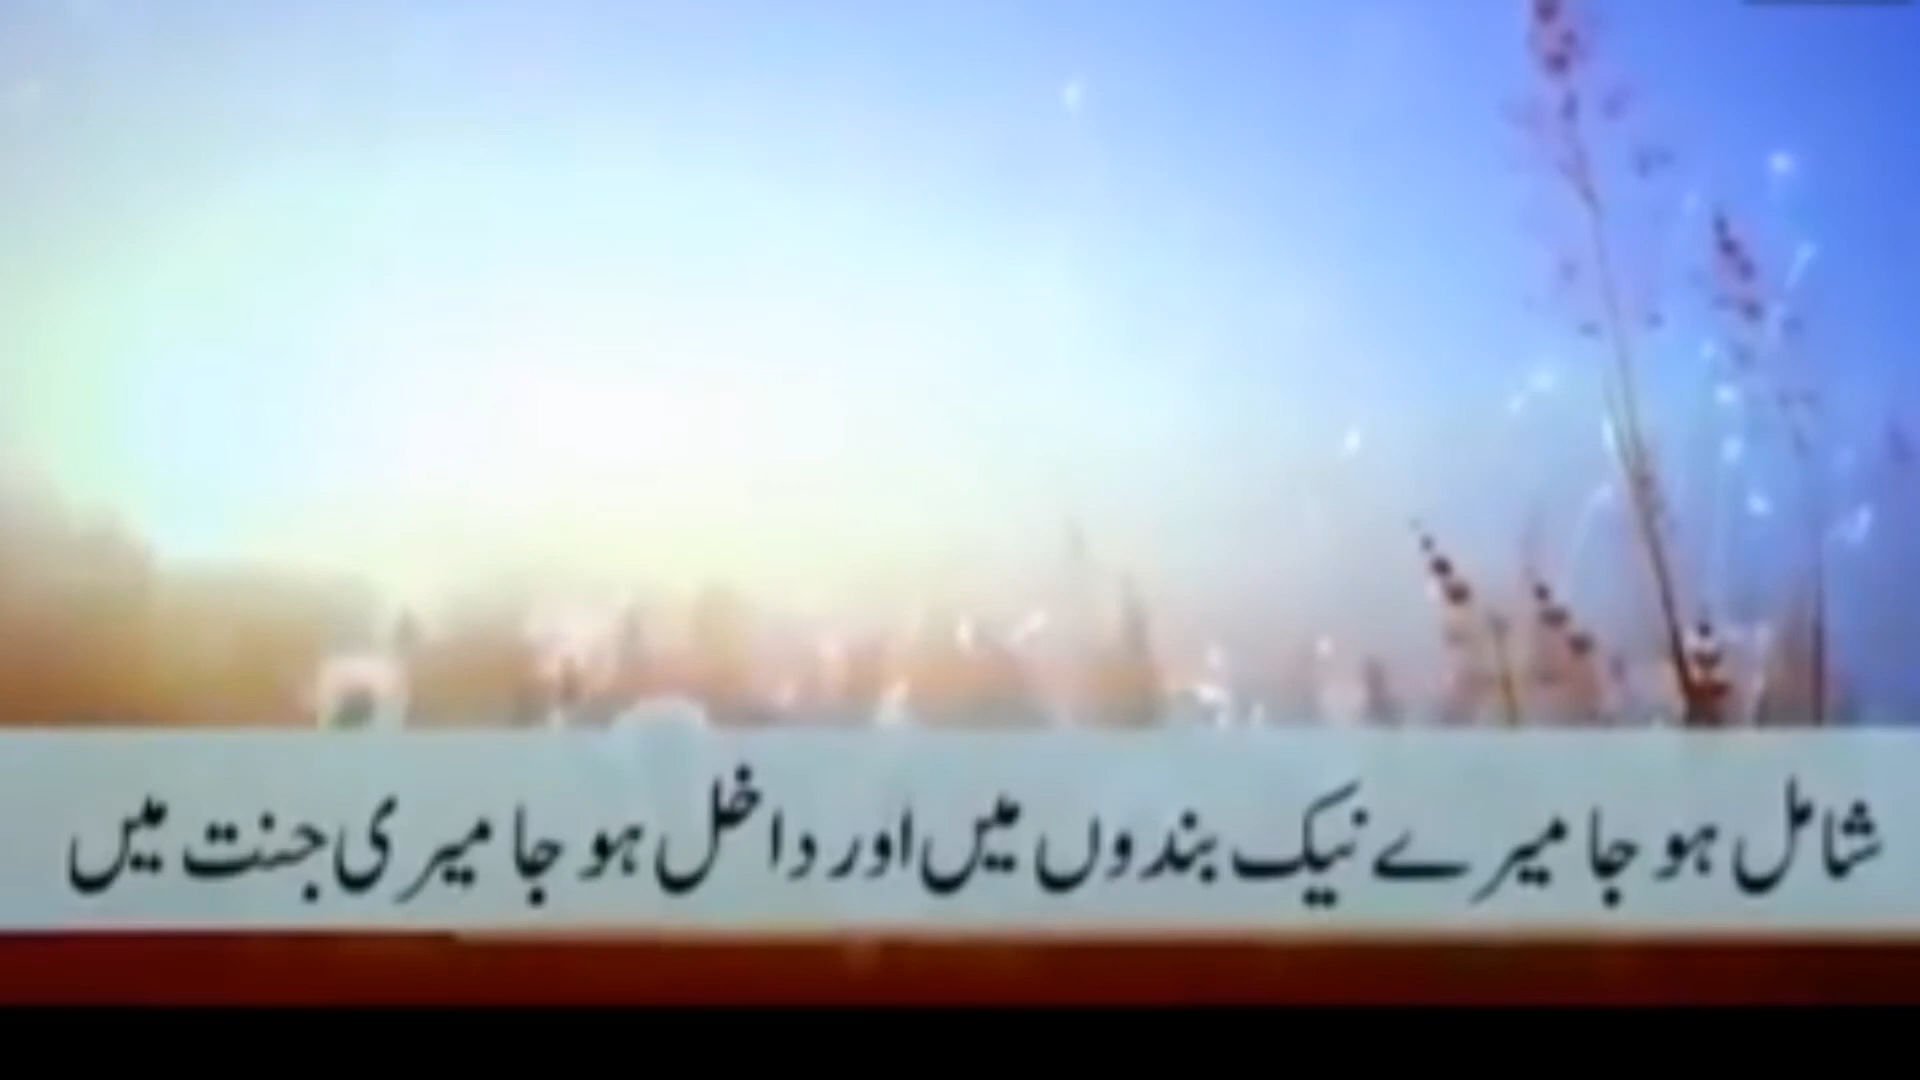 شامل ہو جا میرے نیک بندوں میں اور داخل ہو جا میری جنت میں